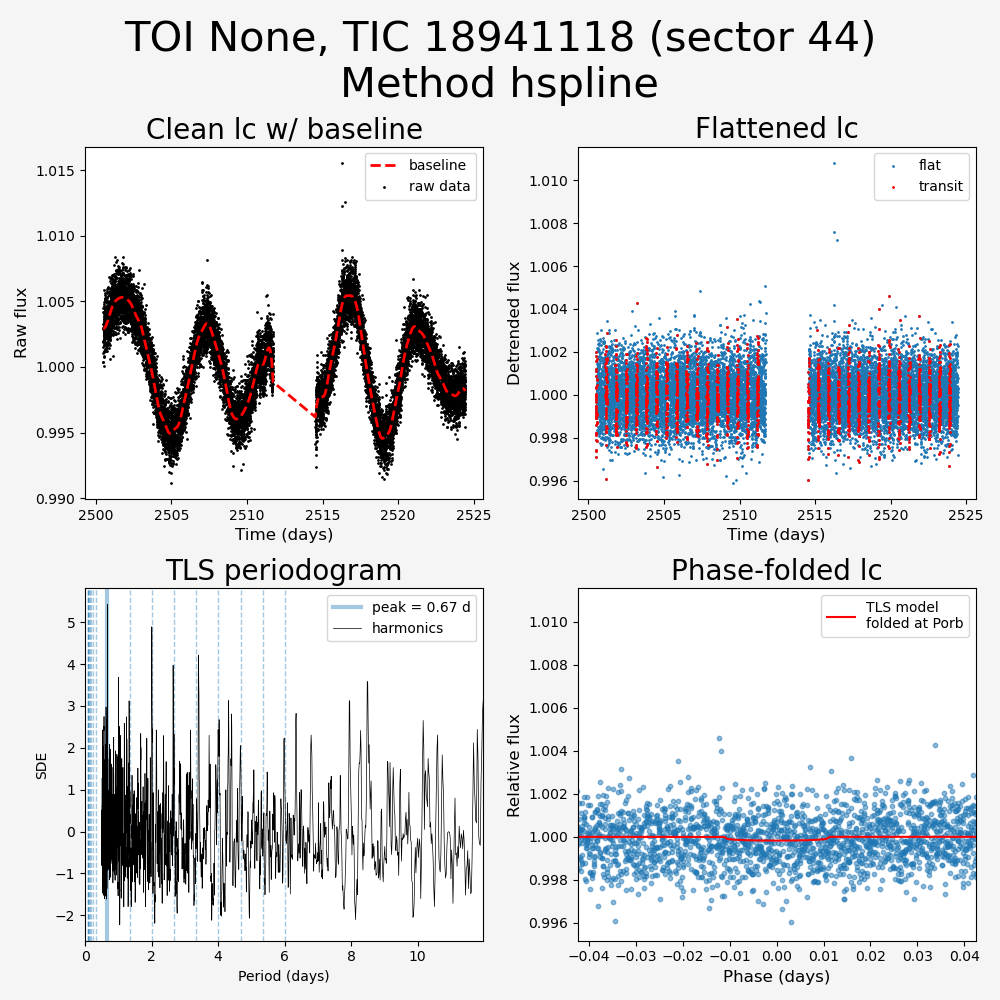 TOI None, TIC 18941118 (sector 44)
Method hspline
Clean lc w/ baseline
Raw flux
1.015
1.010
1.005
1.000
0.995
0.990
baseline
raw data
2500 2505 2510 2515 2520 2525
Time (days)
Flattened lc
Detrended flux
1.010
1.008
1.006
1.004
1.002
1.000
0.998
0.996
flat
transit
2500 2505 2510 2515 2520 2525
Time (days)
TLS periodogram
SDE
5
4
3
2
1
0
−1
−2
peak = 0.67 d
harmonics
0 2 4 6 8 10
Period (days)
Phase-folded lc
Relative flux
1.010
1.008
1.006
1.004
1.002
1.000
0.998
0.996
TLS model
folded at Porb
−0.04 −0.03 −0.02 −0.01 0.00 0.01 0.02 0.03 0.04
Phase (days)